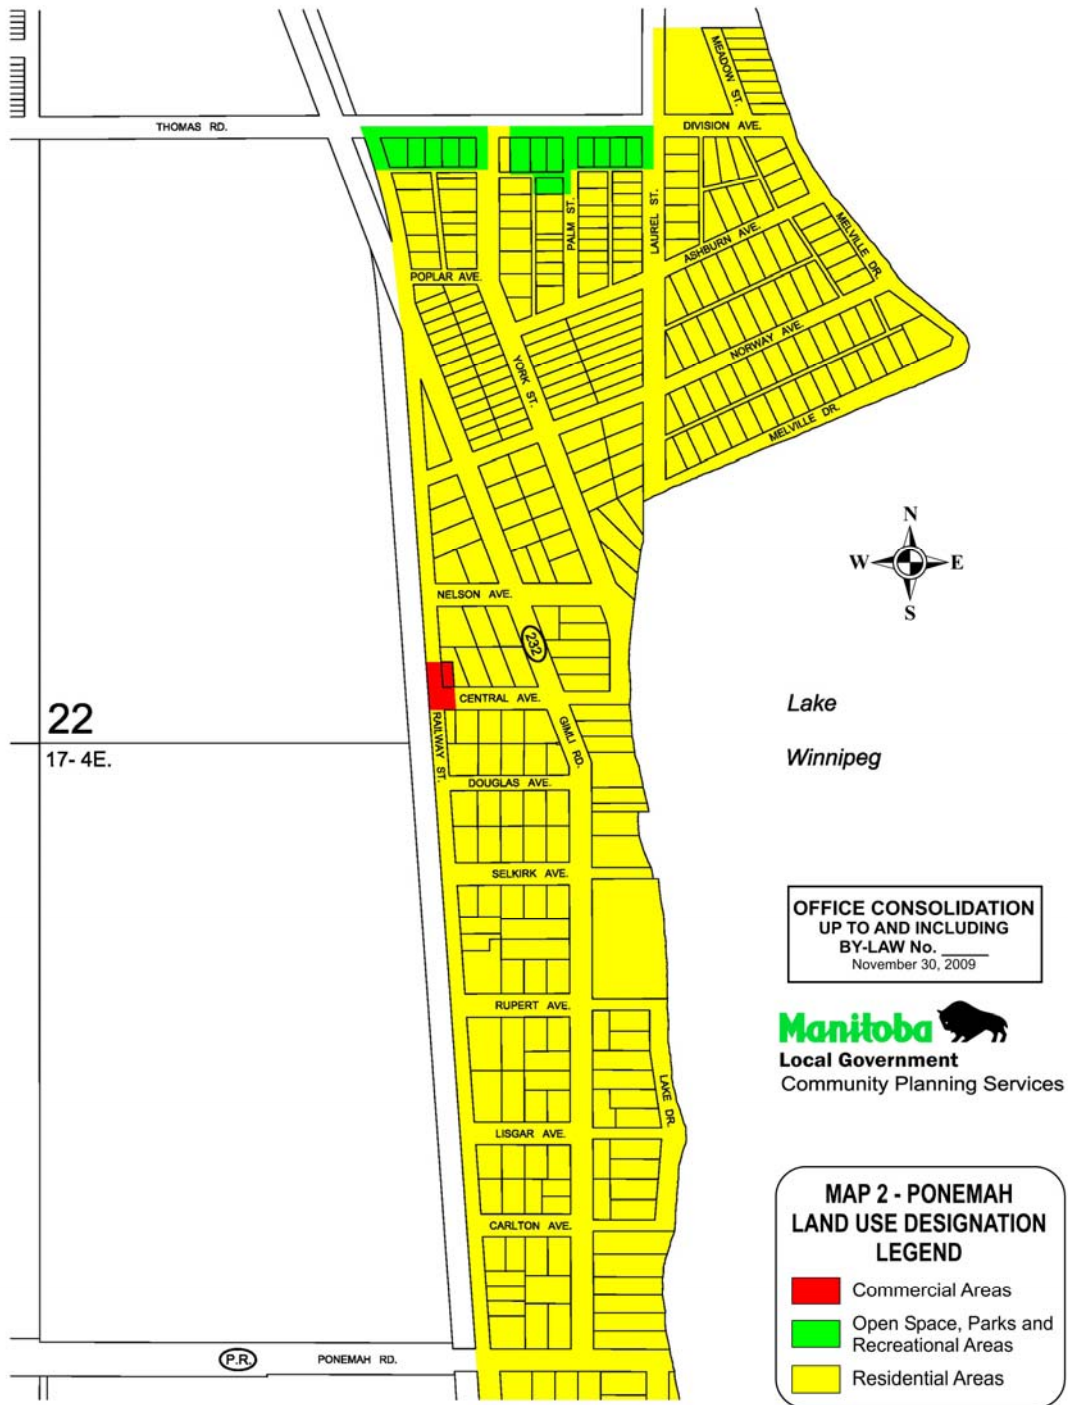 MEADOW ST.
THOMAS RD.
DIVISION AVE.
PALM ST.
LAUREL ST.
ASHBURN AVE.
MELVILLE DR.
POPLAR AVE.
NORWAY AVE.
YORK ST.
MELVILLE DR.
N
W
E
S
NELSON AVE.
232
CENTRAL AVE.
22
17- 4E.
RAILWAY ST.
GIMLI RD.
Lake
Winnipeg
DOUGLAS AVE.
SELKIRK AVE.
OFFICE CONSOLIDATION
UP TO AND INCLUDING
BY-LAW No. ______
November 30, 2009
RUPERT AVE.
Manitoba
Local Government
Community Planning Services
LAKE DR.
LISGAR AVE.
CARLTON AVE.
MAP 2 - PONEMAH
LAND USE DESIGNATION
LEGEND
Commercial Areas
Open Space, Parks and
Recreational Areas
Residential Areas
P.R.
PONEMAH RD.